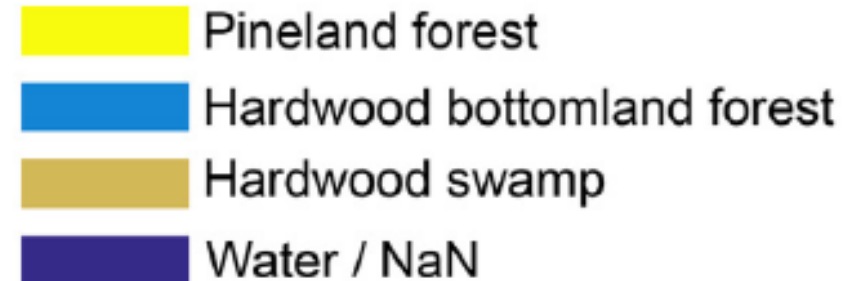 Pineland forest
Hardwood bottomland forest
Hardwood swamp
Water / NaN